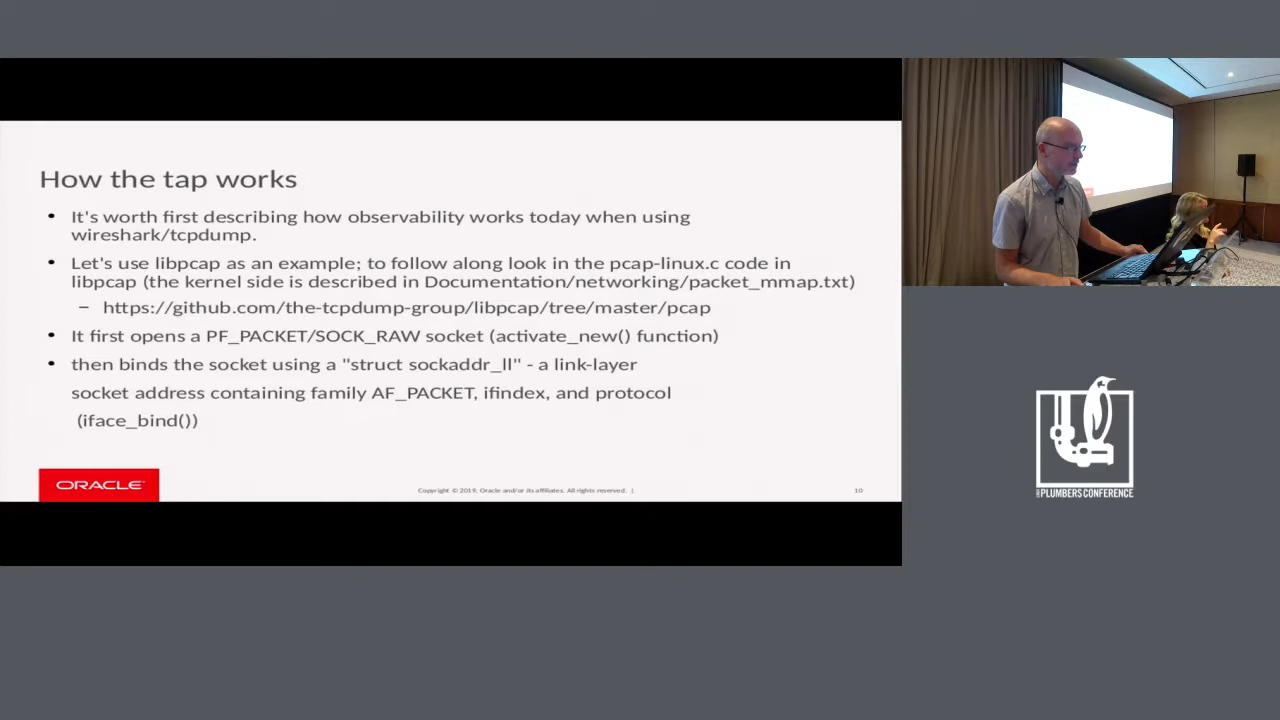 How the tap works
• It's worth first describing how observability works today when using
wireshark/tcpdump.
• Let's use libpcap as an example; to follow along look in the pcap-linux.c code in
libpcap (the kernel side is described in Documentation/networking/packet_mmap.txt)
– https://github.com/the-tcpdump-group/libpcap/tree/master/pcap
• It first opens a PF_PACKET/SOCK_RAW socket (activate_new() function)
• then binds the socket using a "struct sockaddr_ll" - a link-layer
socket address containing family AF_PACKET, ifindex, and protocol
(iface_bind())
ORACLE
Copyright © 2019, Oracle and/or its affiliates. All rights reserved. |
10
PLUMBERS CONFERENCE